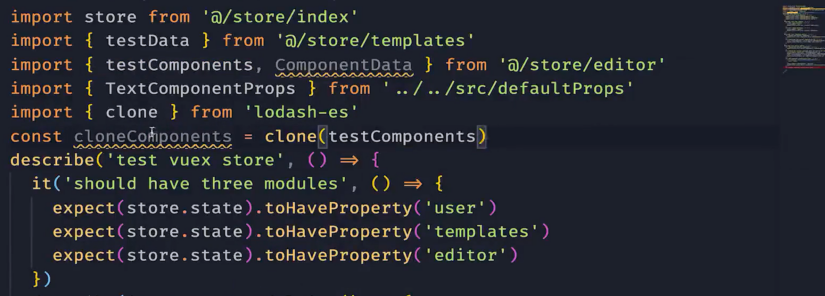 import store from '@/store/index'
import { testData } from '@/store/templates'
import { testComponents, ComponentData } from '@/store/editor'
import { TextComponentProps } from '../../src/defaultProps'
import { clone } from 'lodash-es'
const cloneComponents = clone(testComponents)
describe('test vuex store', () => {
  it('should have three modules', () => {
    expect(store.state).toHaveProperty('user')
    expect(store.state).toHaveProperty('templates')
    expect(store.state).toHaveProperty('editor')
  })